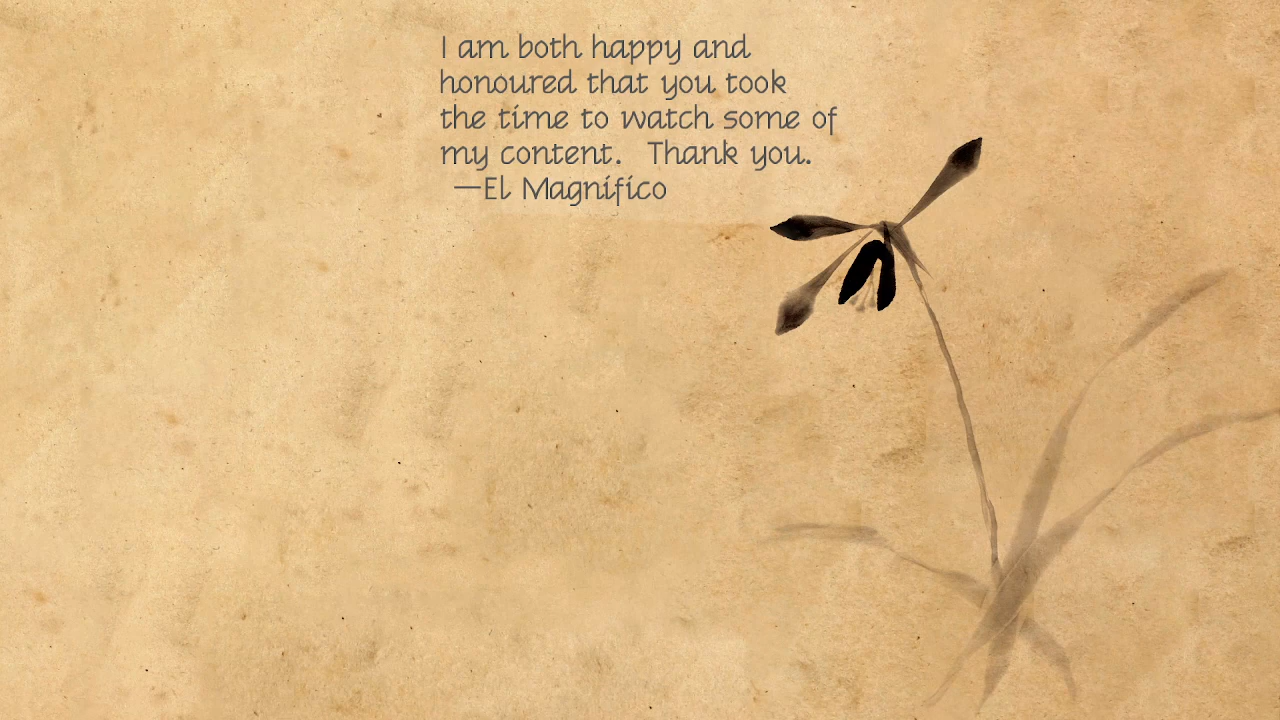 I am both happy and
honoured that you took
the time to watch some of
my content.  Thank you.
—El Magnifico